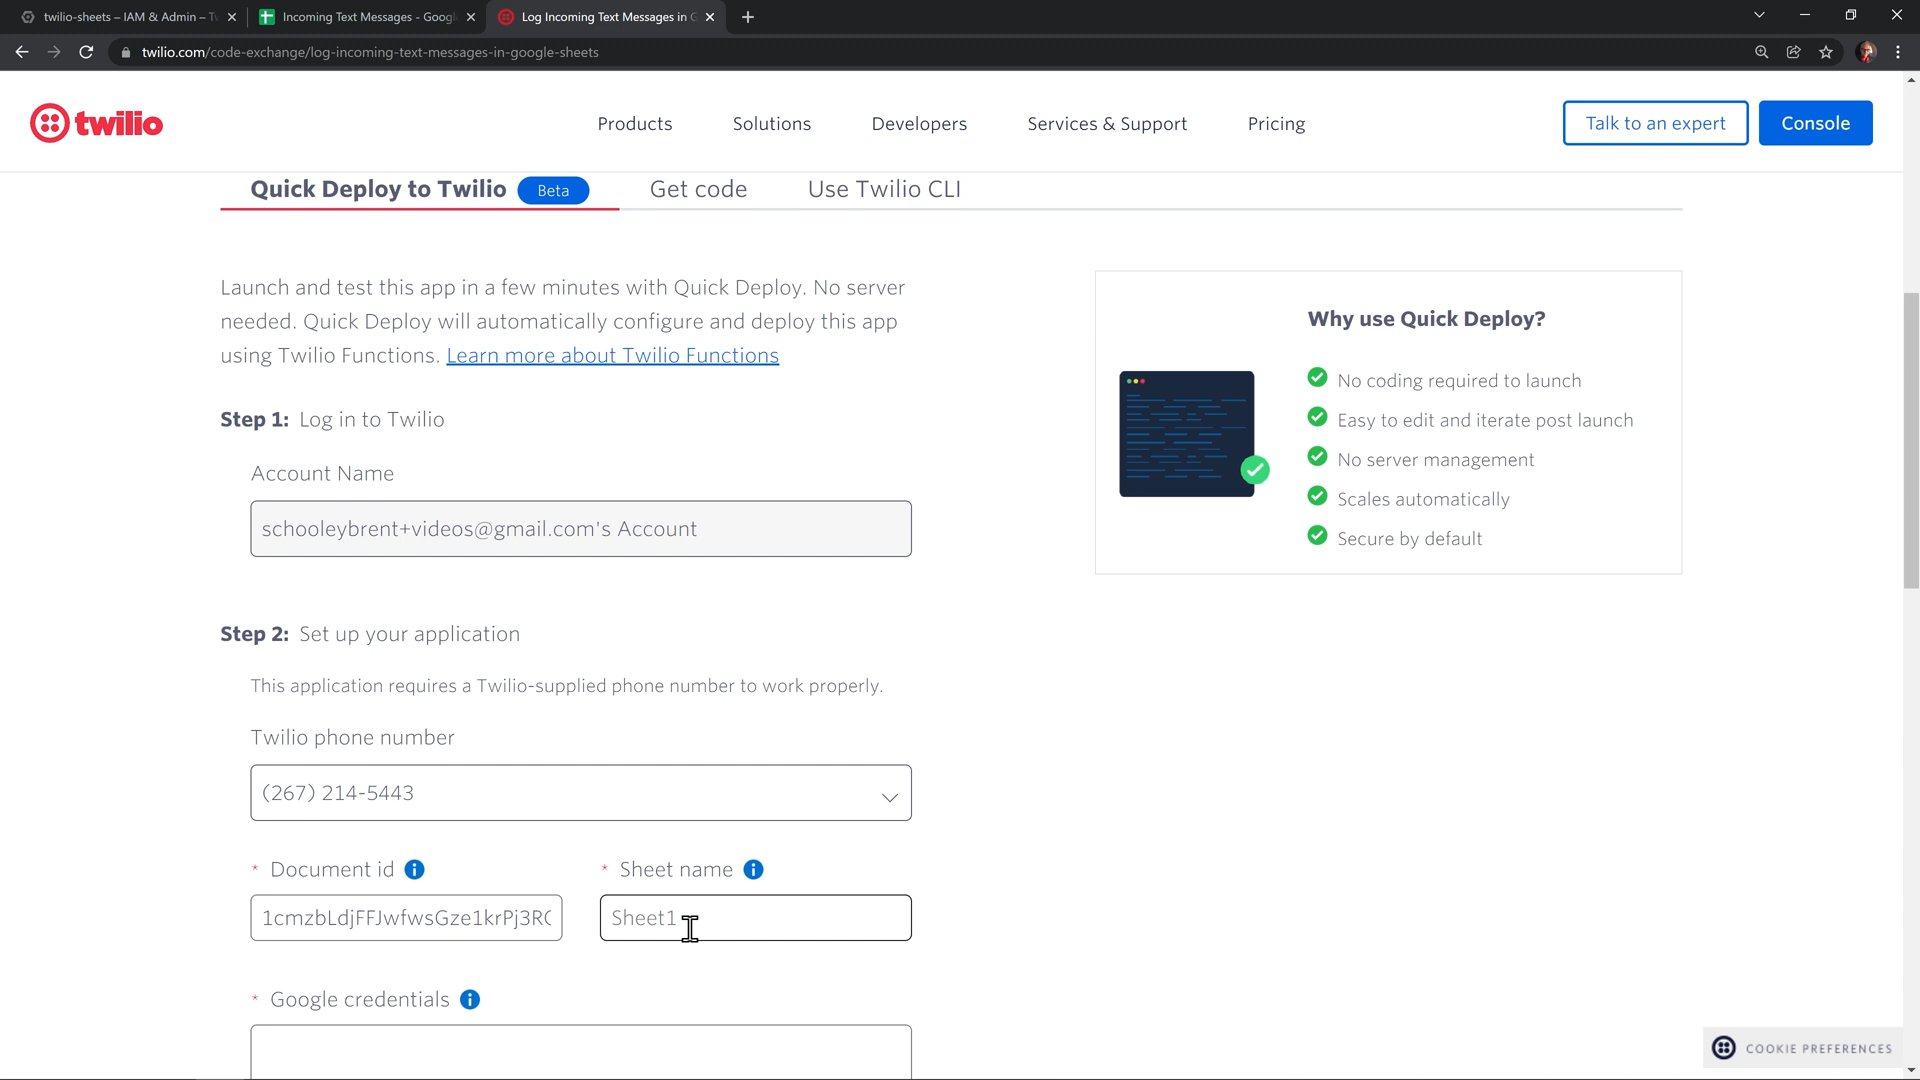 twilio-sheets – IAM & Admin – Tw
Incoming Text Messages - Google
Log Incoming Text Messages in G
twilio.com/code-exchange/log-incoming-text-messages-in-google-sheets
twilio
Products
Solutions
Developers
Services & Support
Pricing
Talk to an expert
Console
Quick Deploy to Twilio
Beta
Get code
Use Twilio CLI
Launch and test this app in a few minutes with Quick Deploy. No server
needed. Quick Deploy will automatically configure and deploy this app
using Twilio Functions. Learn more about Twilio Functions
Why use Quick Deploy?
No coding required to launch
Easy to edit and iterate post launch
No server management
Scales automatically
Secure by default
Step 1: Log in to Twilio
Account Name
schooleybrent+videos@gmail.com's Account
Step 2: Set up your application
This application requires a Twilio-supplied phone number to work properly.
Twilio phone number
(267) 214-5443
* Document id
* Sheet name
1cmzbLdjFFJwfwsGze1krPj3R
Sheet1
* Google credentials
COOKIE PREFERENCES